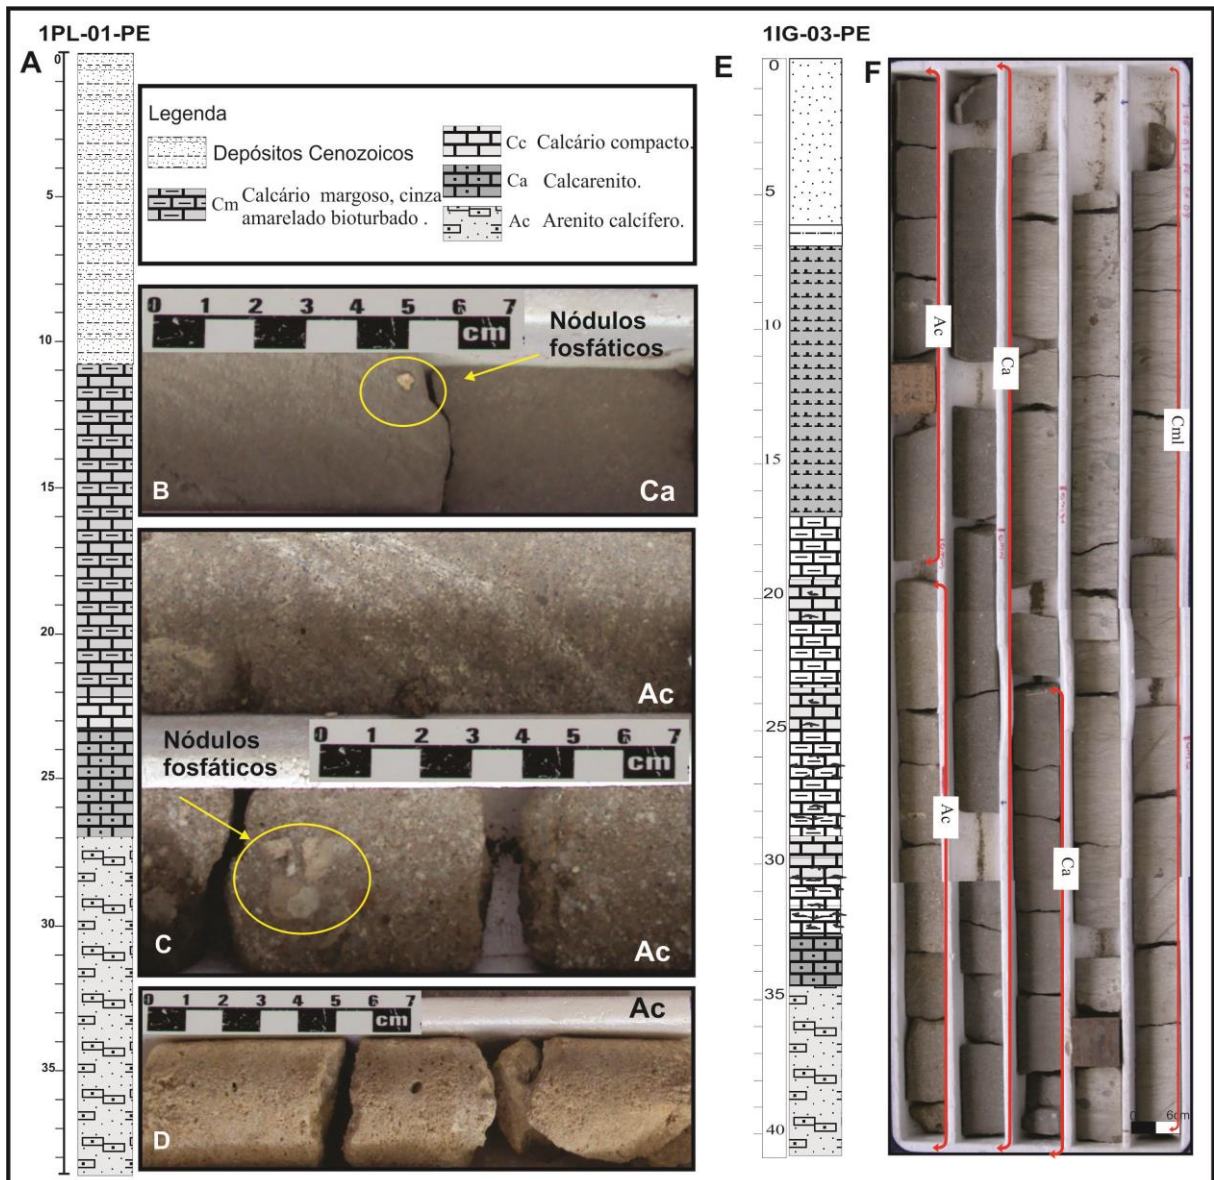 1PL-01-PE
1IG-03-PE
A
0
5
10
15
20
25
30
35
Legenda
Depósitos Cenozoicos
Cm Calcário margoso, cinza
amarelado bioturbado .
Cc Calcário compacto.
Ca Calcarenito.
Ac Arenito calcífero.
0 1 2 3 4 5 6 7
cm
Nódulos
fosfáticos
B
Ca
Ac
Nódulos
fosfáticos
0 1 2 3 4 5 6 7
cm
C
Ac
0 1 2 3 4 5 6 7
cm
Ac
D
E
0
5
10
15
20
25
30
35
40
F
Ac
Ca
Cml
Ac
Ca
0 6cm